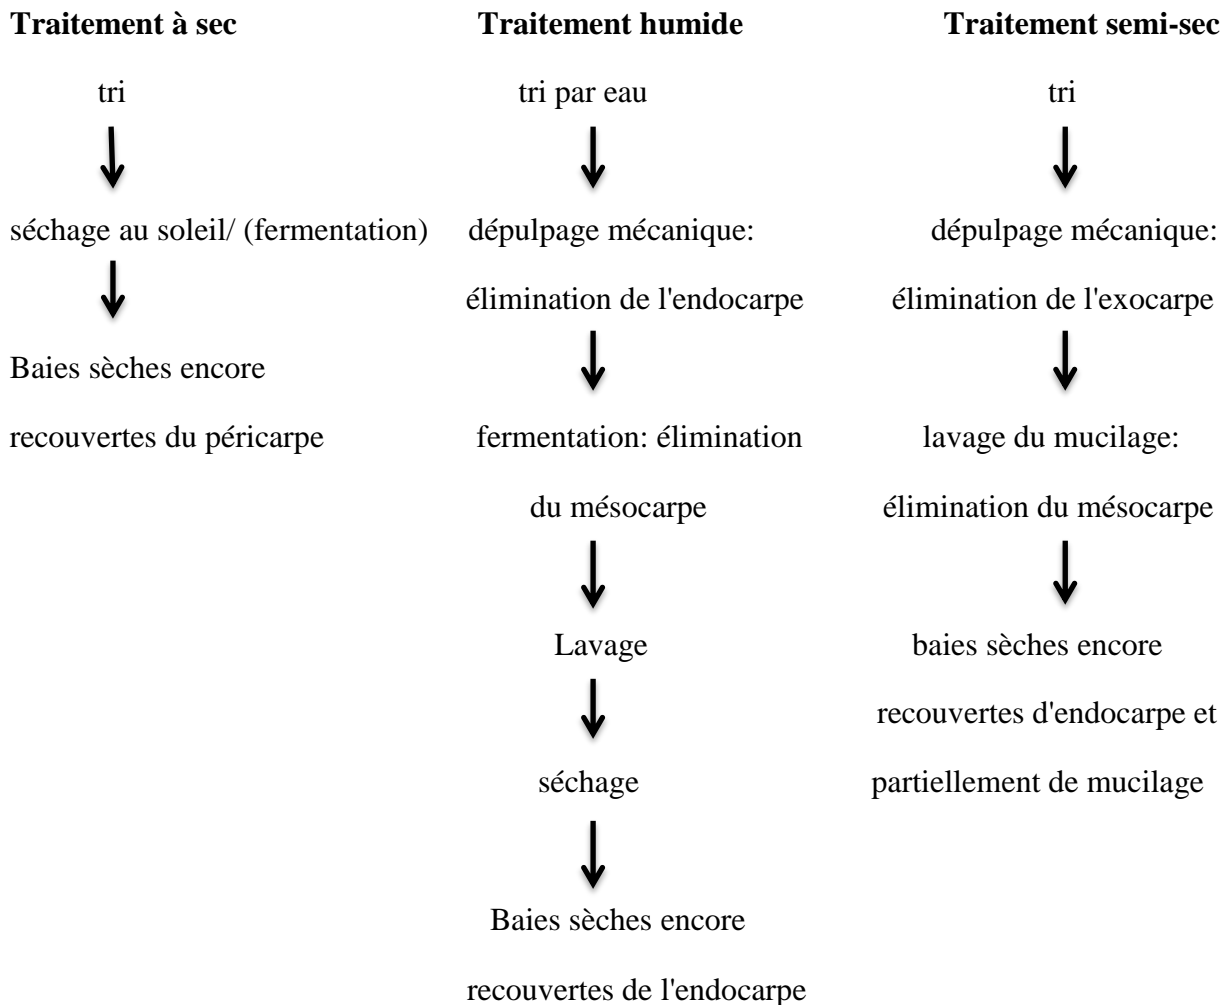 Traitement à sec
tri
séchage au soleil/ (fermentation)
Baies sèches encore
recouvertes du péricarpe
Traitement humide
tri par eau
dépulpage mécanique:
élimination de l'endocarpe
fermentation: élimination
du mésocarpe
Lavage
séchage
Baies sèches encore
recouvertes de l'endocarpe
Traitement semi-sec
tri
dépulpage mécanique:
élimination de l'exocarpe
lavage du mucilage:
élimination du mésocarpe
baies sèches encore
recouvertes d'endocarpe et
partiellement de mucilage